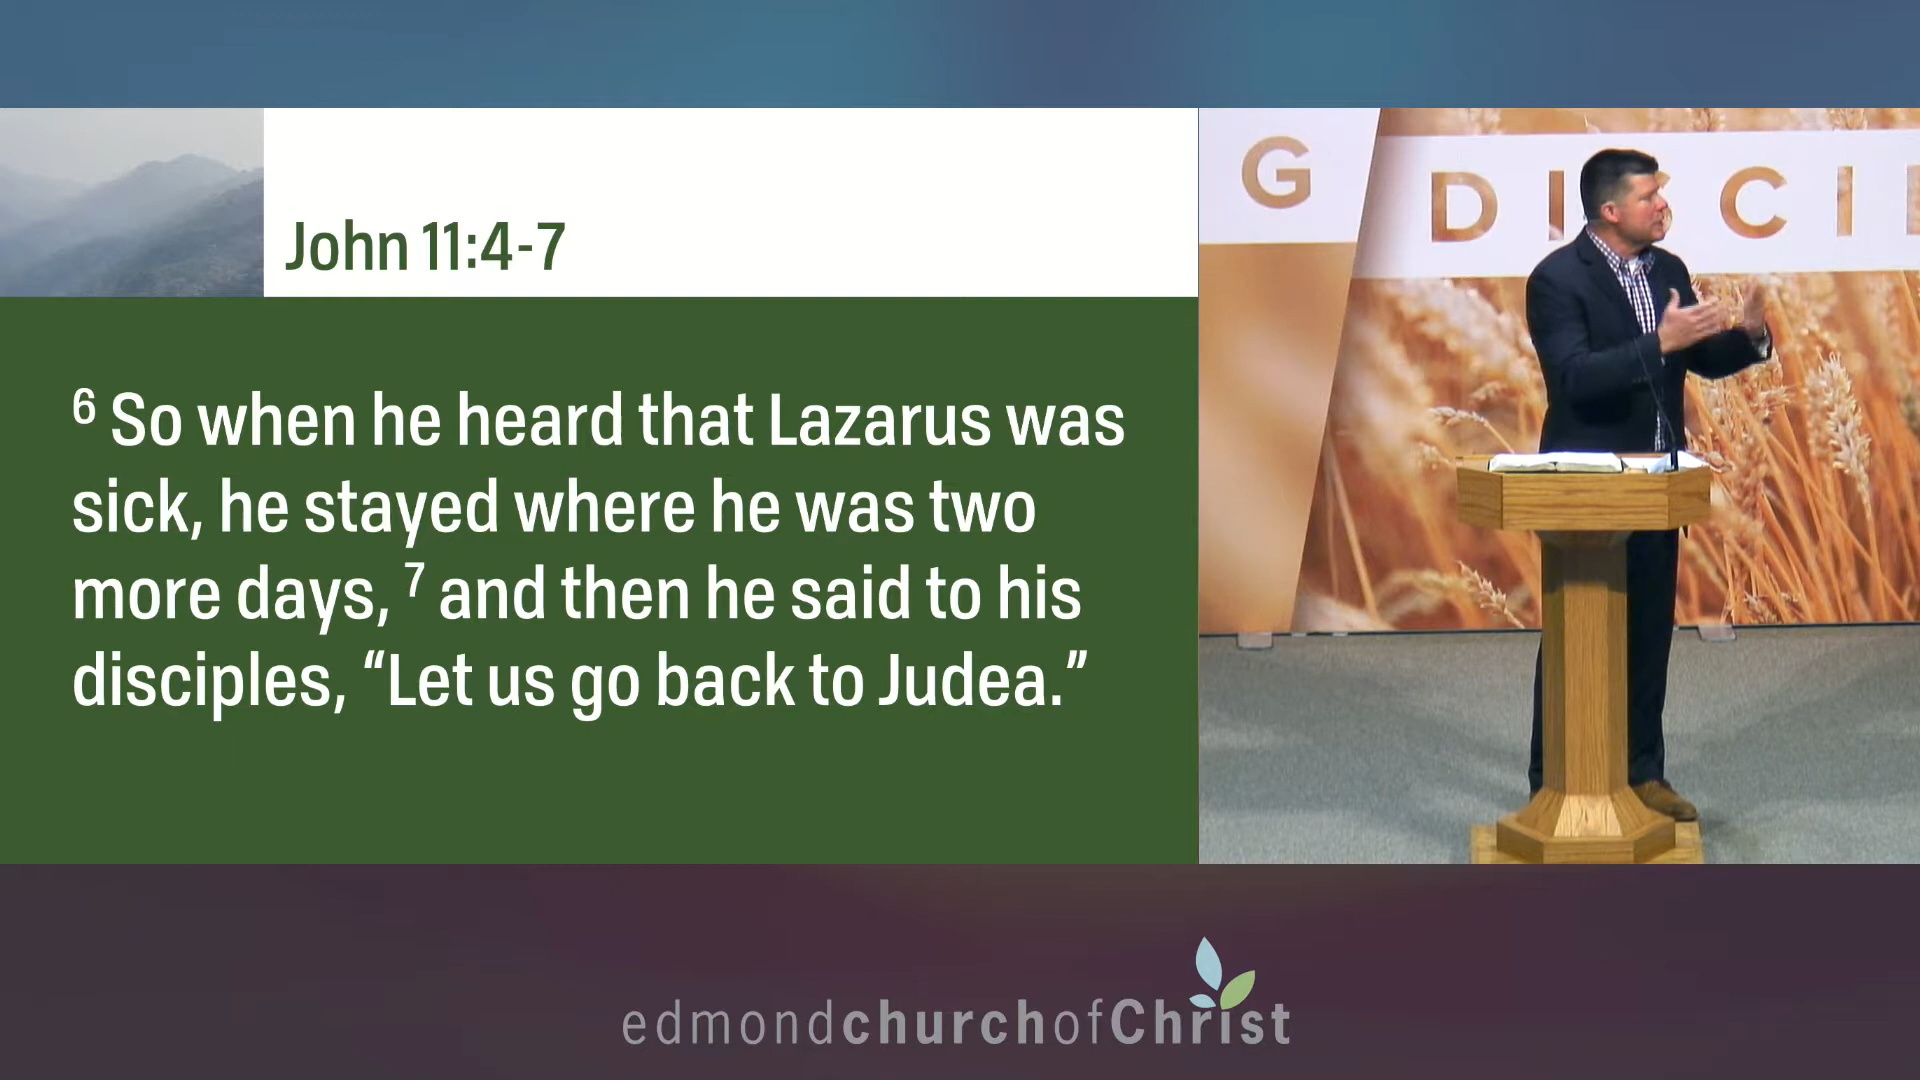 John 11:4-7
6 So when he heard that Lazarus was
sick, he stayed where he was two
more days, 7 and then he said to his
disciples, “Let us go back to Judea.”
G
DISCI
edmondchurchofChrist